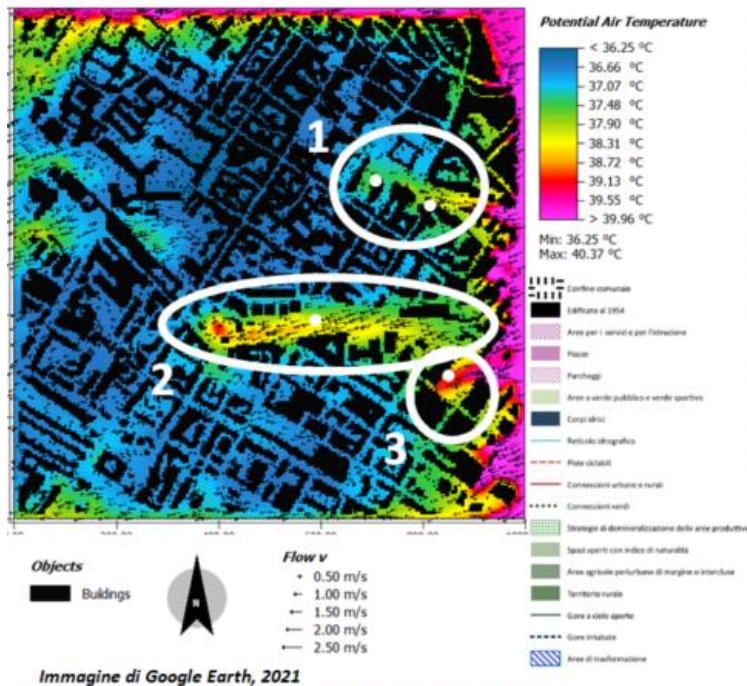 Potential Air Temperature
< 36.25 °C
36.66 °C
37.07 °C
37.48 °C
37.90 °C
38.31 °C
38.72 °C
39.13 °C
39.55 °C
> 39.96 °C
Min: 36.25 °C
Max: 40.37 °C
1
2
3
Confine comunale
Edificato al 1954
Aree per i servizi e per l'istruzione
Piazze
Parcheggi
Aree a verde pubblico e verde sportivo
Corpi idrici
Reticolo idrografico
Piste ciclabili
Connessioni urbane e rurali
Connessioni verdi
Strategie di demineralizzazione delle aree produttive
Spazi aperti con indice di naturalità
Aree agricole periurbane di margine o intercluse
Territorio rurale
Gore a cielo aperto
Gore intubate
Aree di trasformazione
Objects
Buildings
N
Flow v
0.50 m/s
1.00 m/s
1.50 m/s
2.00 m/s
2.50 m/s
Immagine di Google Earth, 2021